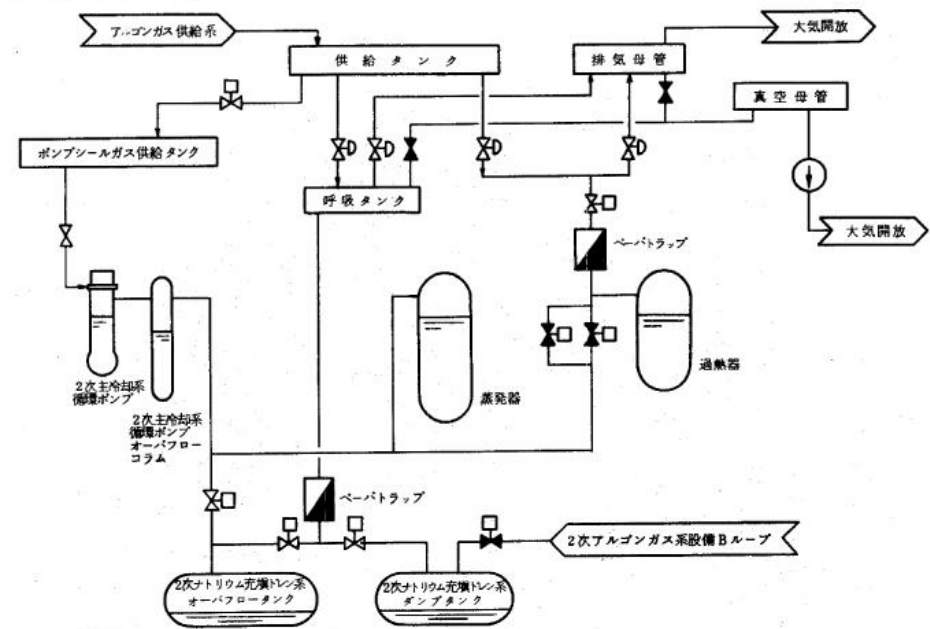 アルゴンガス供給系
大気開放
供給タンク
排気母管
真空母管
ポンプシールガス供給タンク
呼吸タンク
大気開放
ベーパトラップ
過熱器
2次主冷却系
循環ポンプ
蒸発器
2次主冷却系
循環ポンプ
オーバフロー
コラム
ベーパトラップ
2次アルゴンガス系設備Bループ
2次ナトリウム充填ドレン系
オーバフロータンク
2次ナトリウム充填ドレン系
ダンプタンク